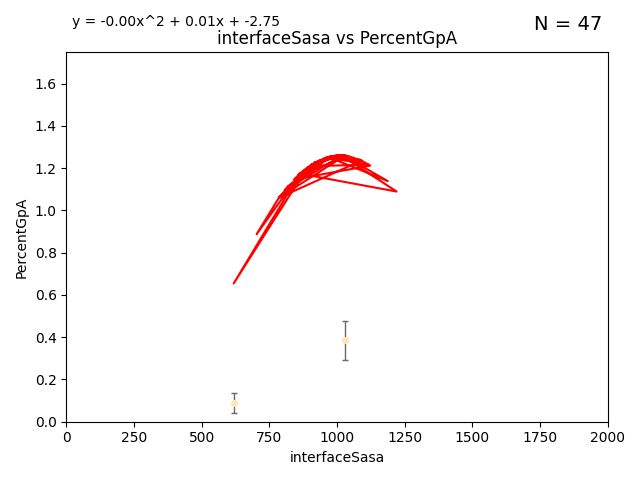 y = -0.00x^2 + 0.01x + -2.75
N = 47
interfaceSasa vs PercentGpA
PercentGpA
1.6
1.4
1.2
1.0
0.8
0.6
0.4
0.2
0.0
0 250 500 750 1000 1250 1500 1750 2000
interfaceSasa